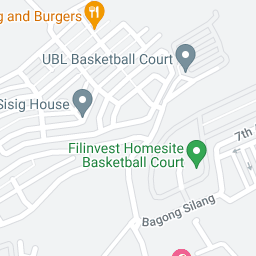 g and Burgers
UBL Basketball Court
Sisig House
7th
Filinvest Homesite
Basketball Court
Bagong Silang